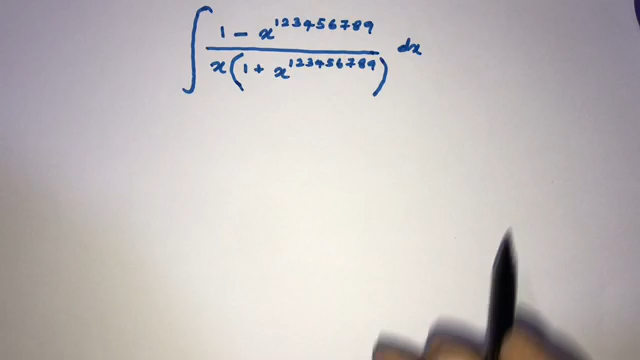 ∫ (1 - x^123456789) / (x(1 + x^123456789)) dx